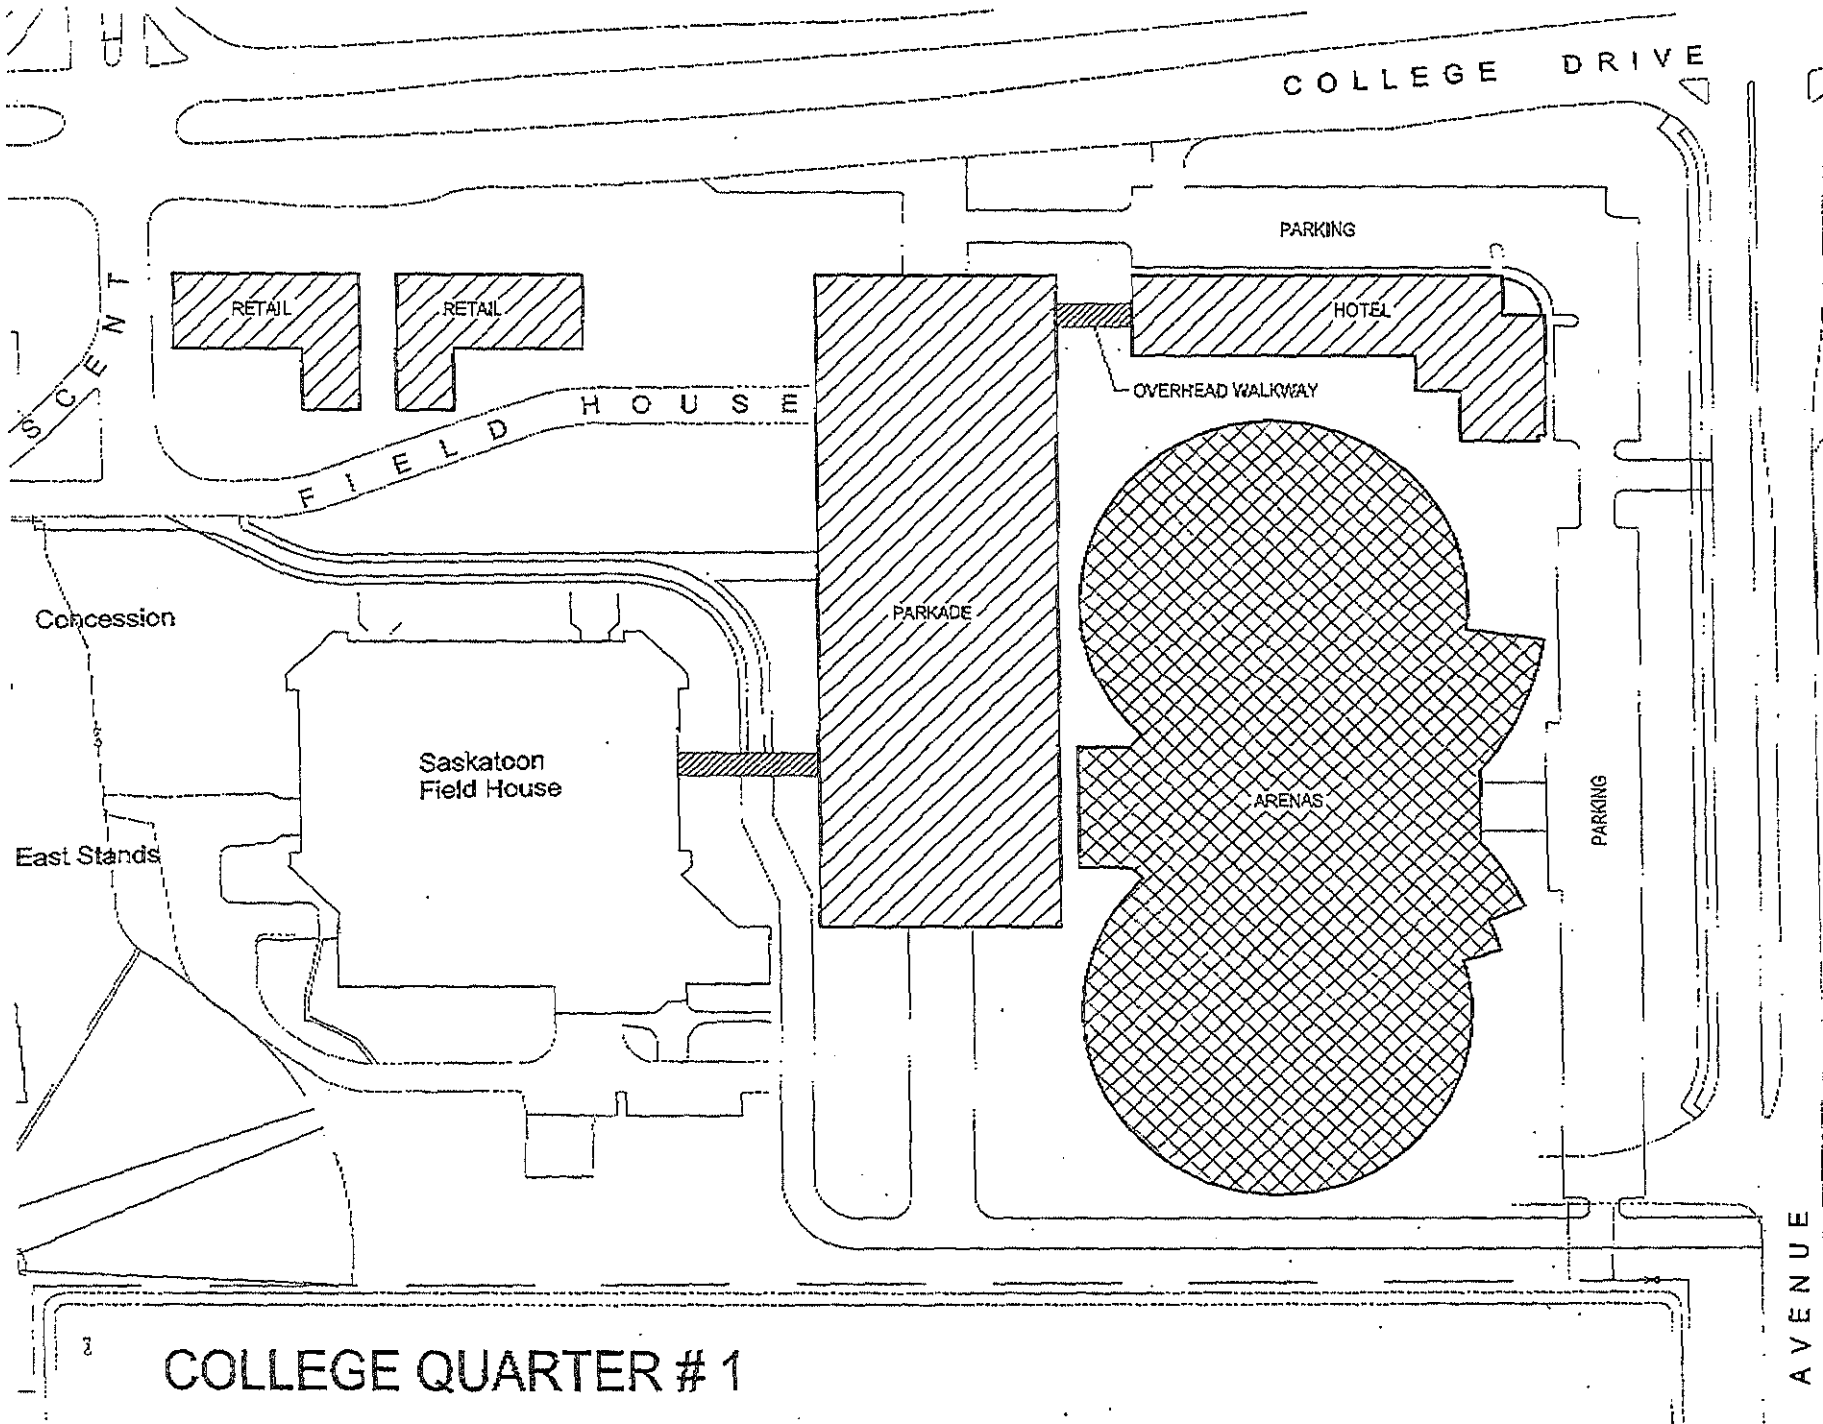 COLLEGE DRIVE
PARKING
SCENT
RETAIL
RETAIL
HOTEL
OVERHEAD WALKWAY
FIELD HOUSE
Concession
PARKADE
Saskatoon
Field House
ARENAS
PARKING
East Stands
AVENUE
COLLEGE QUARTER # 1